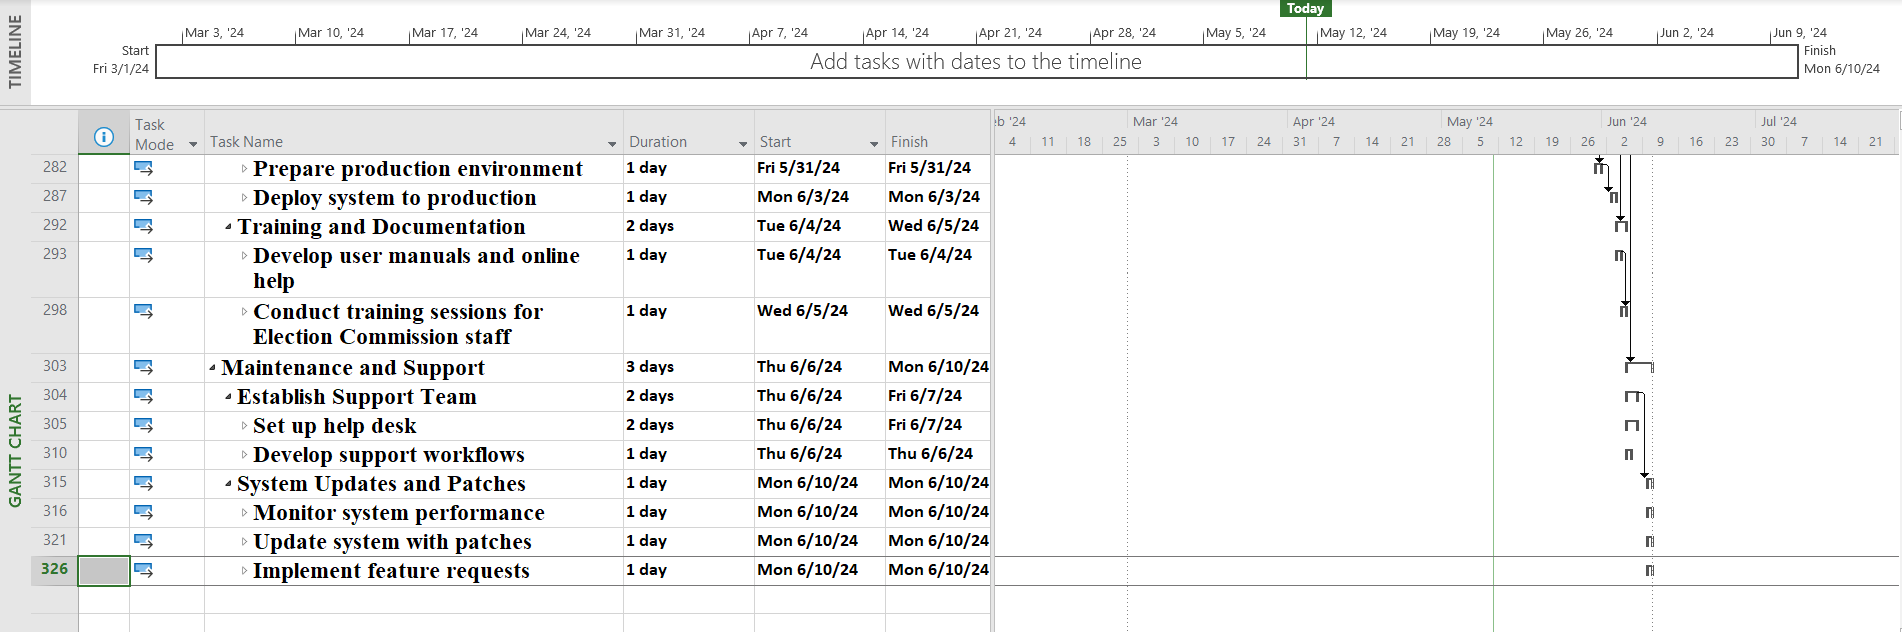 TIMELINE
Today
Mar 3, '24 Mar 10, '24 Mar 17, '24 Mar 24, '24 Mar 31, '24 Apr 7, '24 Apr 14, '24 Apr 21, '24 Apr 28, '24 May 5, '24 May 12, '24 May 19, '24 May 26, '24 Jun 2, '24 Jun 9, '24
Start
Fri 3/1/24
Add tasks with dates to the timeline
Finish
Mon 6/10/24
GANTT CHART
Task Mode Task Name Duration Start Finish
eb '24 Mar '24 Apr '24 May '24 Jun '24 Jul '24
4 11 18 25 3 10 17 24 31 7 14 21 28 5 12 19 26 2 9 16 23 30 7 14 21
282 Prepare production environment 1 day Fri 5/31/24 Fri 5/31/24
287 Deploy system to production 1 day Mon 6/3/24 Mon 6/3/24
292 Training and Documentation 2 days Tue 6/4/24 Wed 6/5/24
293 Develop user manuals and online 1 day Tue 6/4/24 Tue 6/4/24
help
298 Conduct training sessions for 1 day Wed 6/5/24 Wed 6/5/24
Election Commission staff
303 Maintenance and Support 3 days Thu 6/6/24 Mon 6/10/24
304 Establish Support Team 2 days Thu 6/6/24 Fri 6/7/24
305 Set up help desk 2 days Thu 6/6/24 Fri 6/7/24
310 Develop support workflows 1 day Thu 6/6/24 Thu 6/6/24
315 System Updates and Patches 1 day Mon 6/10/24 Mon 6/10/24
316 Monitor system performance 1 day Mon 6/10/24 Mon 6/10/24
321 Update system with patches 1 day Mon 6/10/24 Mon 6/10/24
326 Implement feature requests 1 day Mon 6/10/24 Mon 6/10/24